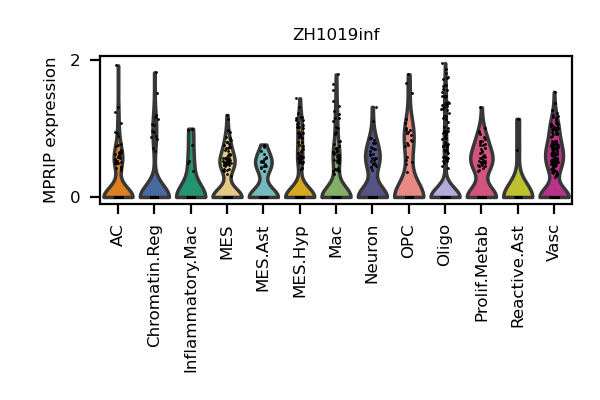 ZH1019inf
MPRIP expression
2
0
AC
Chromatin.Reg
Inflammatory.Mac
MES
MES.Ast
MES.Hyp
Mac
Neuron
OPC
Oligo
Prolif.Metab
Reactive.Ast
Vasc